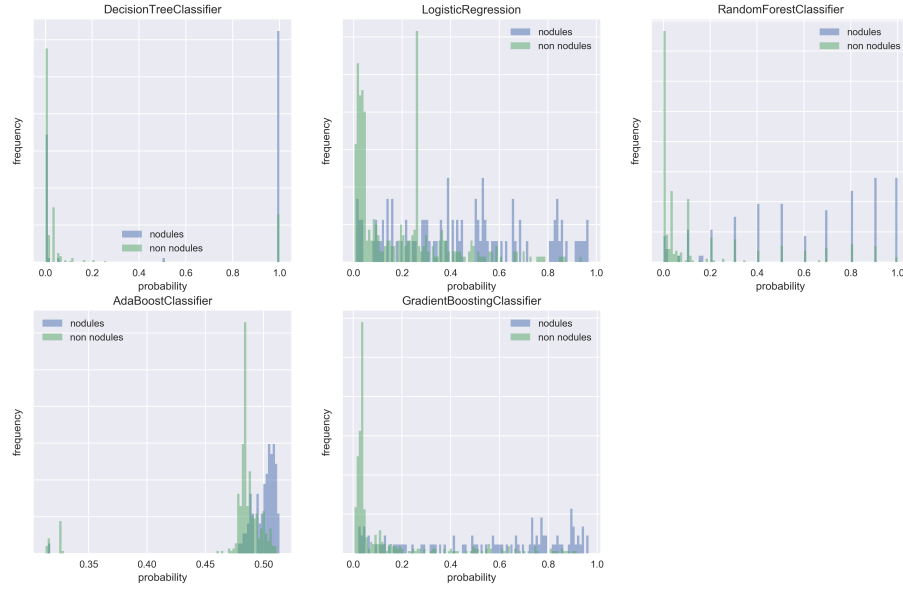 DecisionTreeClassifier
frequency
nodules
non nodules
0.0 0.2 0.4 0.6 0.8 1.0
probability
LogisticRegression
frequency
nodules
non nodules
0.0 0.2 0.4 0.6 0.8 1.0
probability
RandomForestClassifier
frequency
nodules
non nodules
0.0 0.2 0.4 0.6 0.8 1.0
probability
AdaBoostClassifier
frequency
nodules
non nodules
0.35 0.40 0.45 0.50
probability
GradientBoostingClassifier
frequency
nodules
non nodules
0.0 0.2 0.4 0.6 0.8 1.0
probability